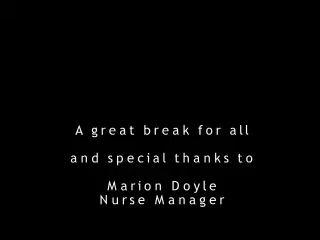 A great break for all
and special thanks to
Marion Doyle
Nurse Manager